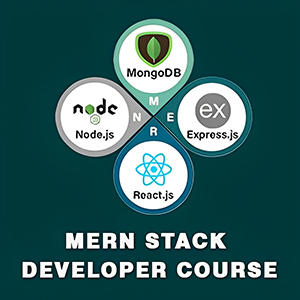 MongoDB
node
Node.js
M
N E
R
ex
Express.js
React.js
MERN STACK
DEVELOPER COURSE